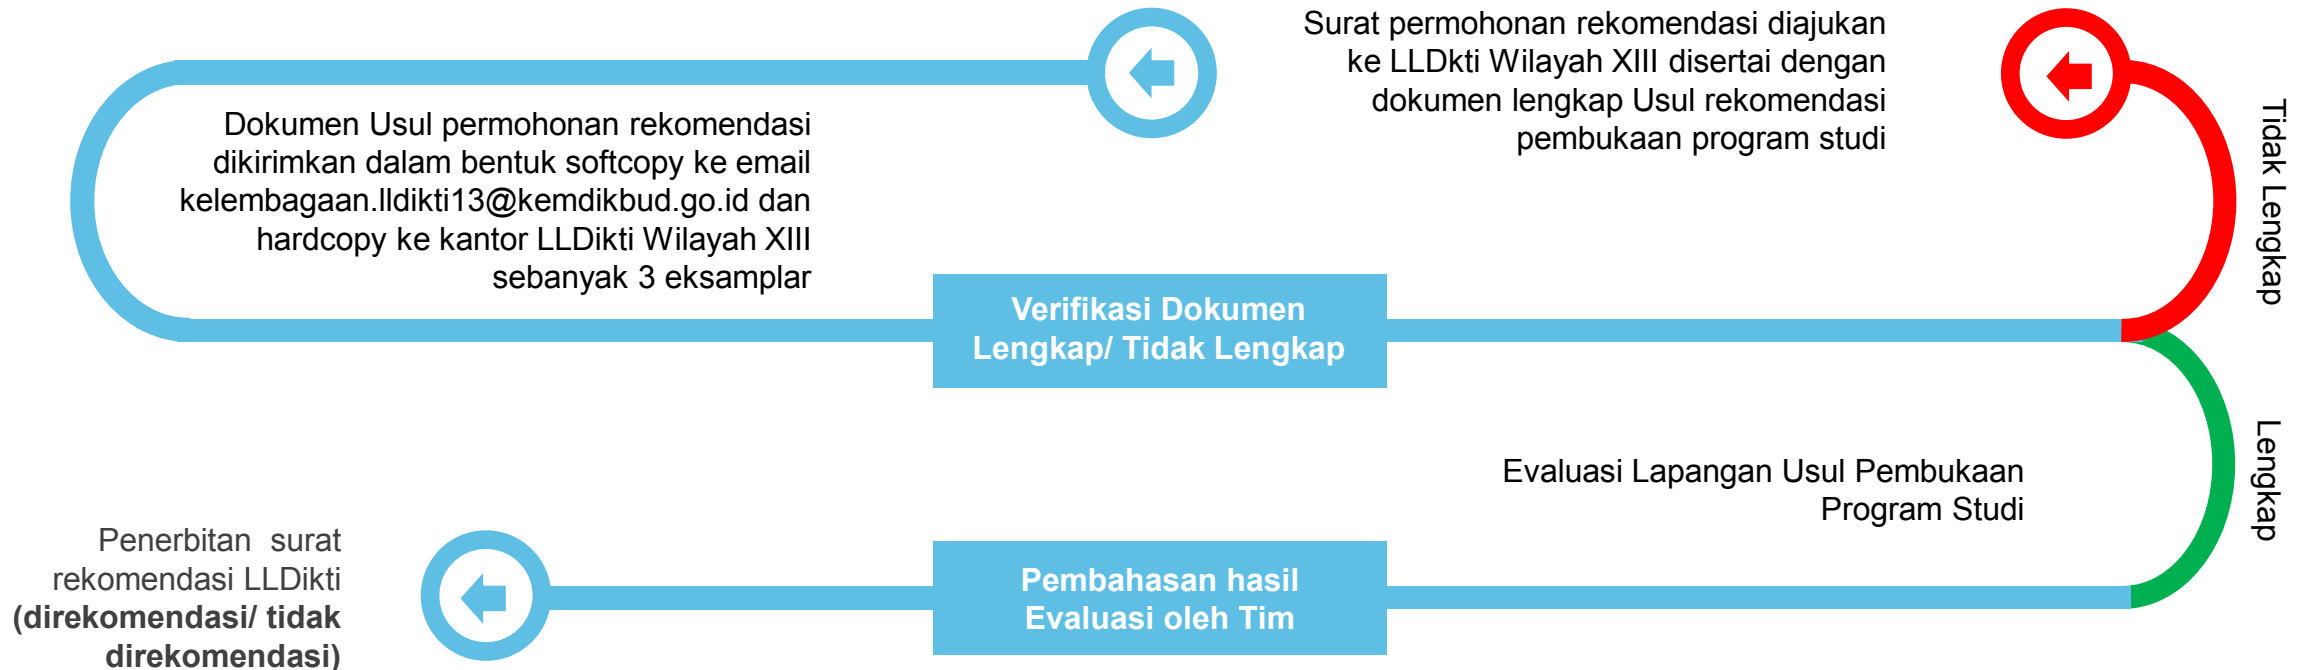 Surat permohonan rekomendasi diajukan
ke LLDkti Wilayah XIII disertai dengan
dokumen lengkap Usul rekomendasi
pembukaan program studi
Dokumen Usul permohonan rekomendasi
dikirimkan dalam bentuk softcopy ke email
kelembagaan.lldikti13@kemdikbud.go.id dan
hardcopy ke kantor LLDikti Wilayah XIII
sebanyak 3 eksamplar
Verifikasi Dokumen
Lengkap/ Tidak Lengkap
Tidak Lengkap
Lengkap
Evaluasi Lapangan Usul Pembukaan
Program Studi
Pembahasan hasil
Evaluasi oleh Tim
Penerbitan surat
rekomendasi LLDikti
(direkomendasi/ tidak
direkomendasi)